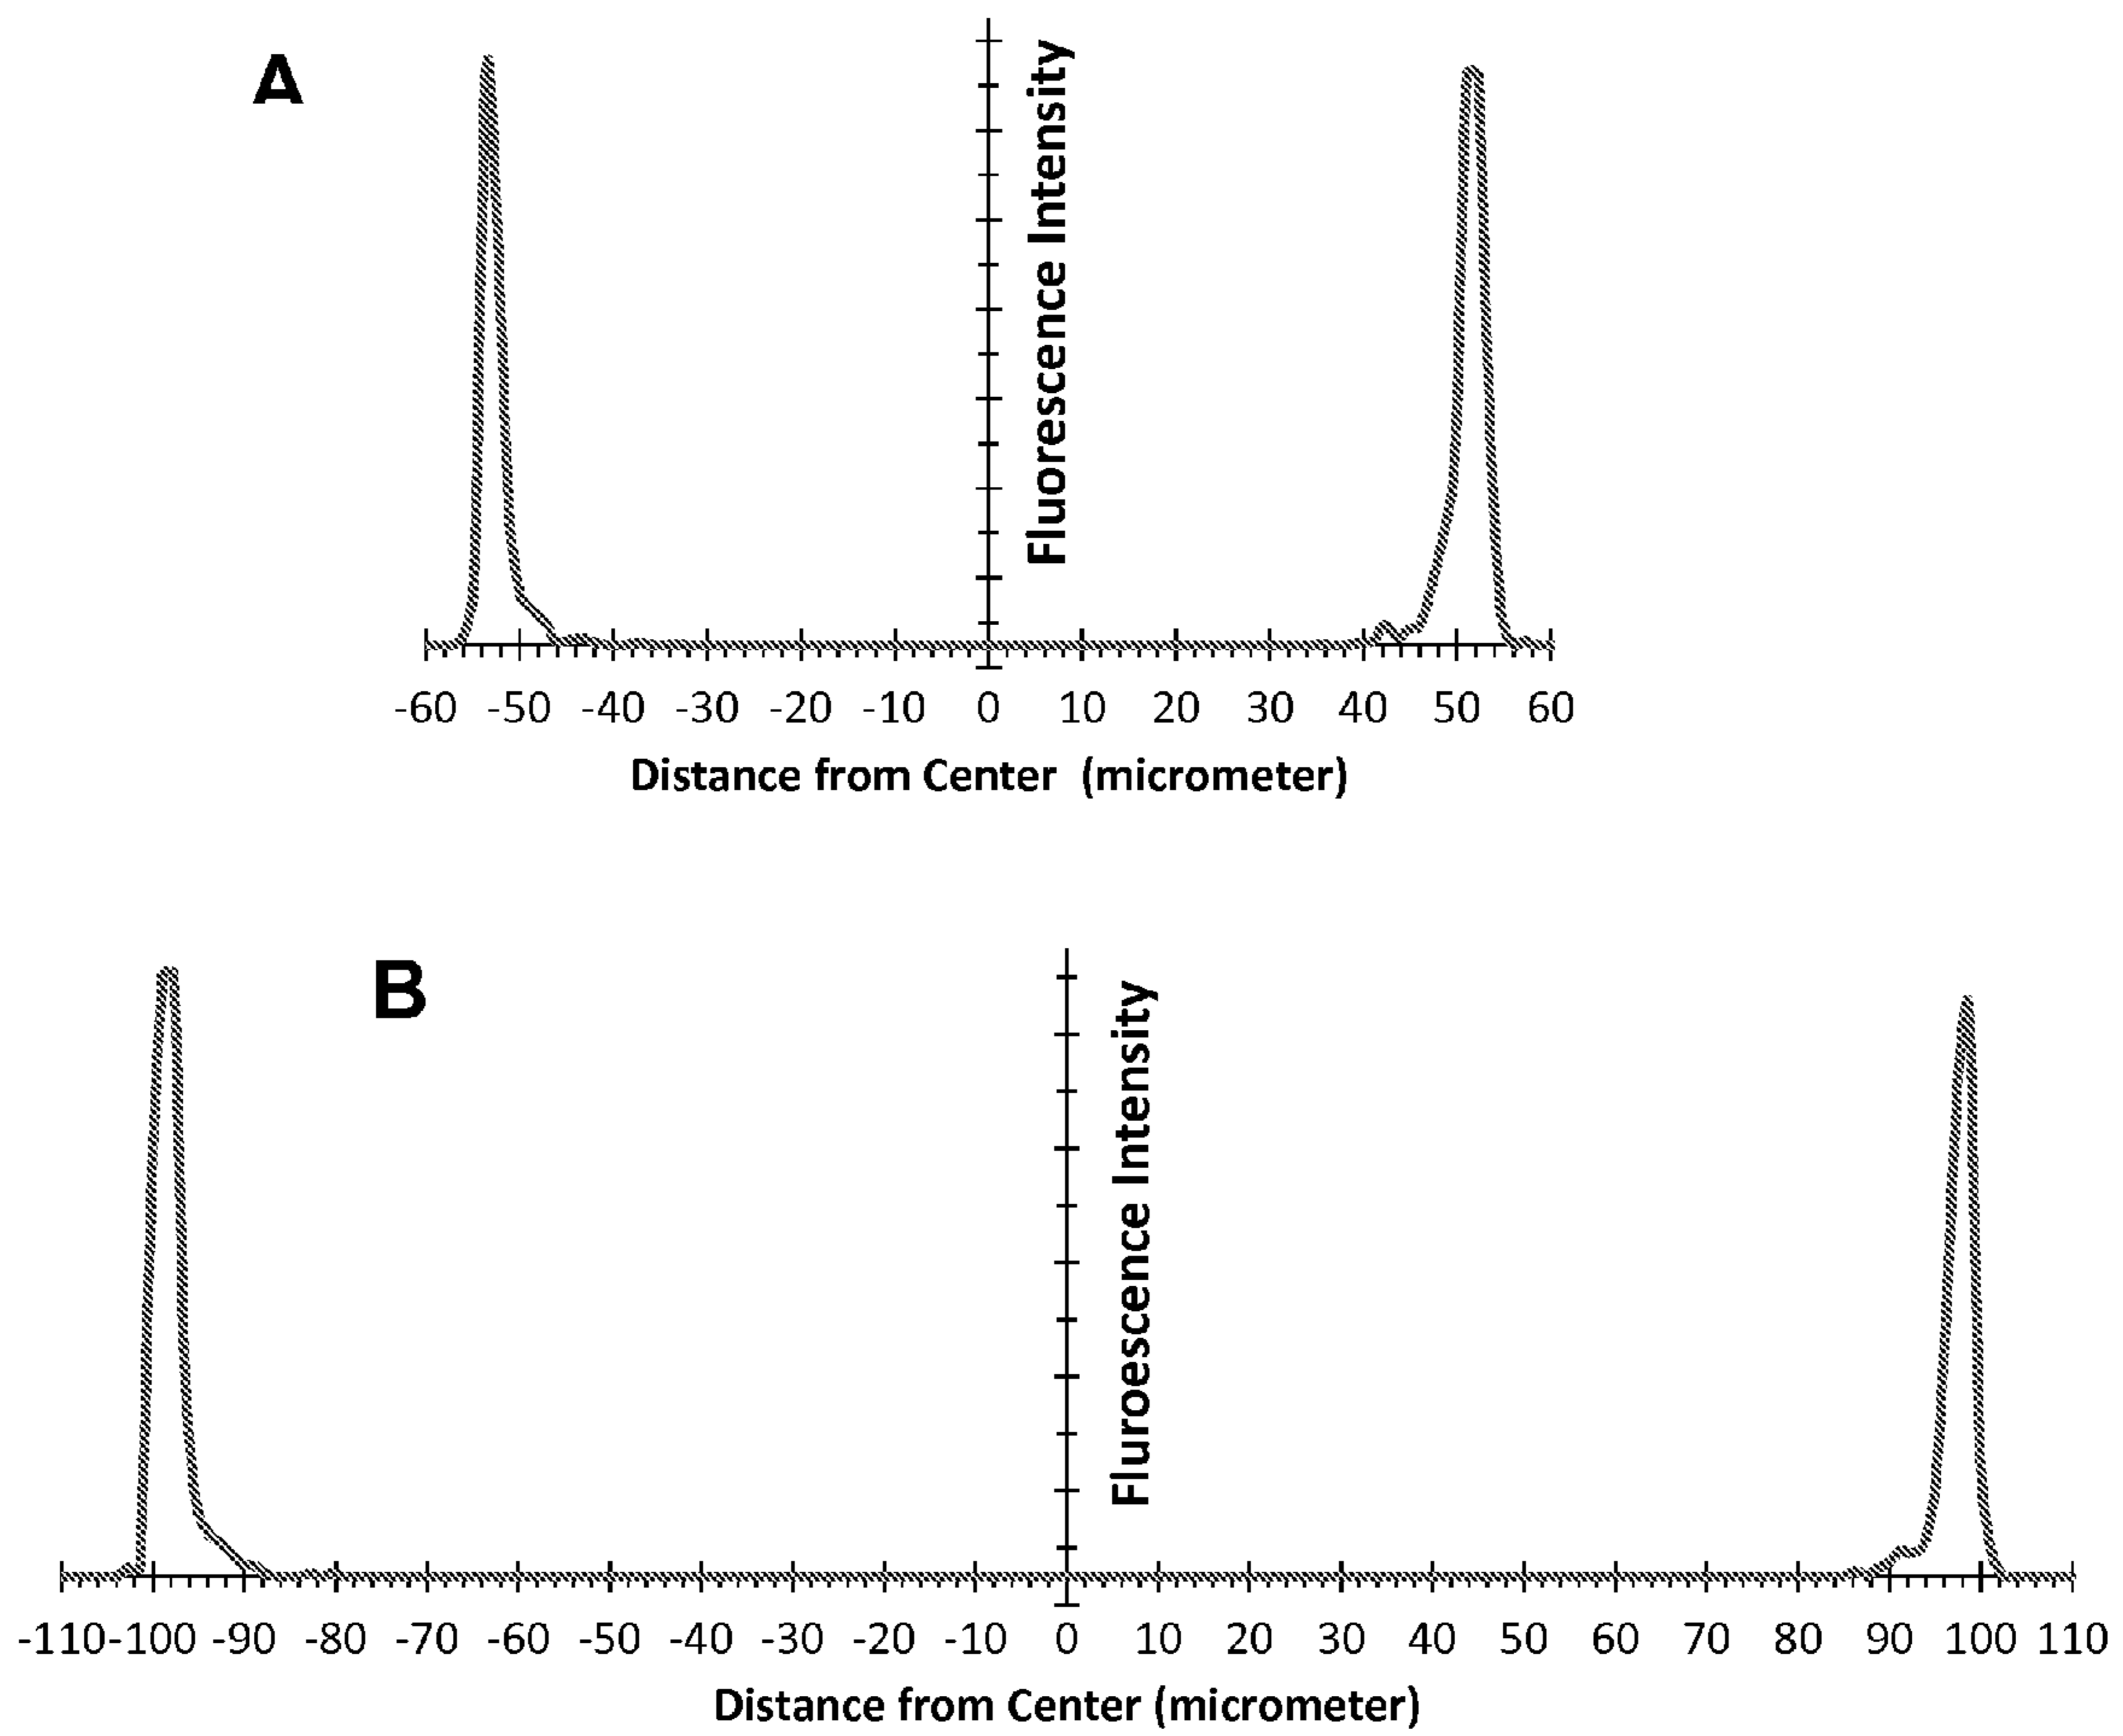 A
Fluorescence Intensity
-60 -50 -40 -30 -20 -10 0 10 20 30 40 50 60
Distance from Center (micrometer)
B
Fluroescence Intensity
-110 -100 -90 -80 -70 -60 -50 -40 -30 -20 -10 0 10 20 30 40 50 60 70 80 90 100 110
Distance from Center (micrometer)